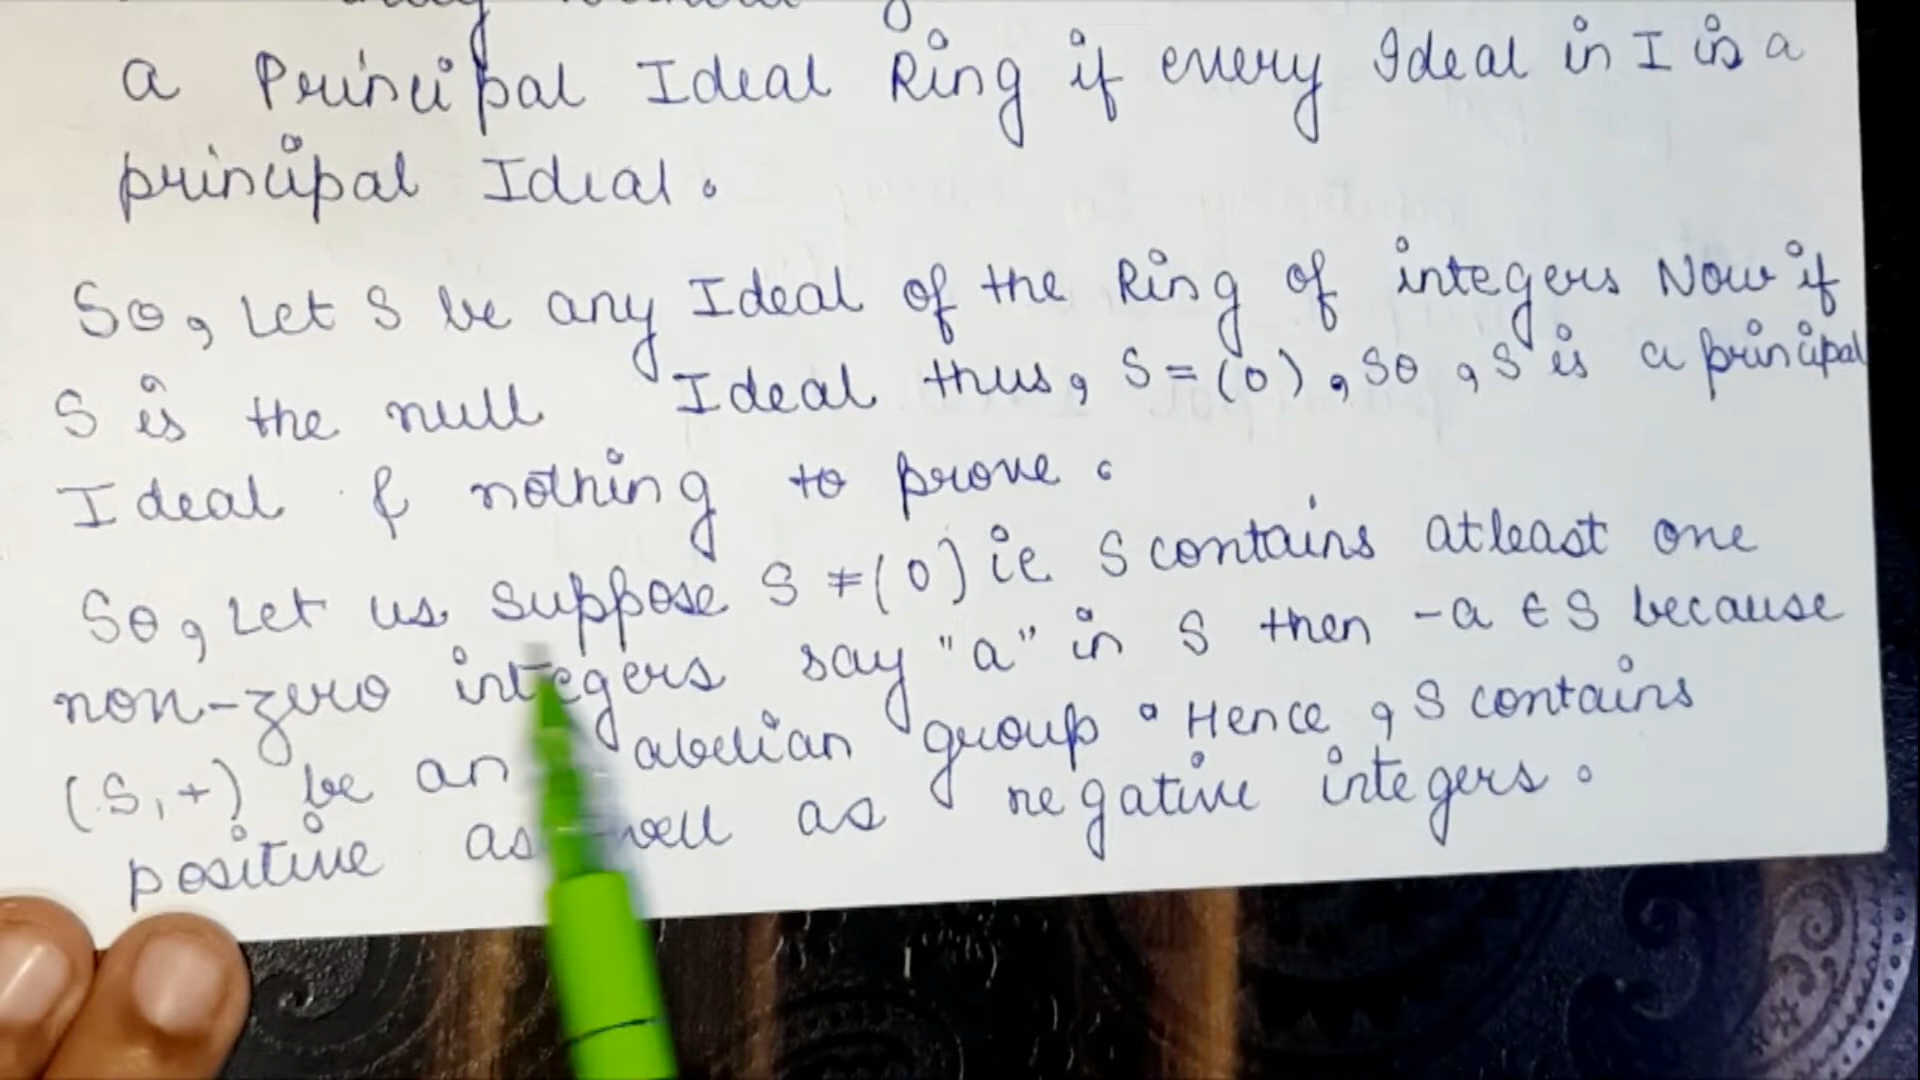 a Principal Ideal Ring if every Ideal in I is a
principal Ideal.
So, Let S be any Ideal of the Ring of integers Now if
S is the null Ideal thus, S = (0), So, S is a principal
Ideal & nothing to prove.
So, Let us suppose S ≠ (0) ie S contains atleast one
non-zero integers say "a" in S then -a ∈ S because
(S, +) be an abelian group. Hence, S contains
positive as well as negative integers.